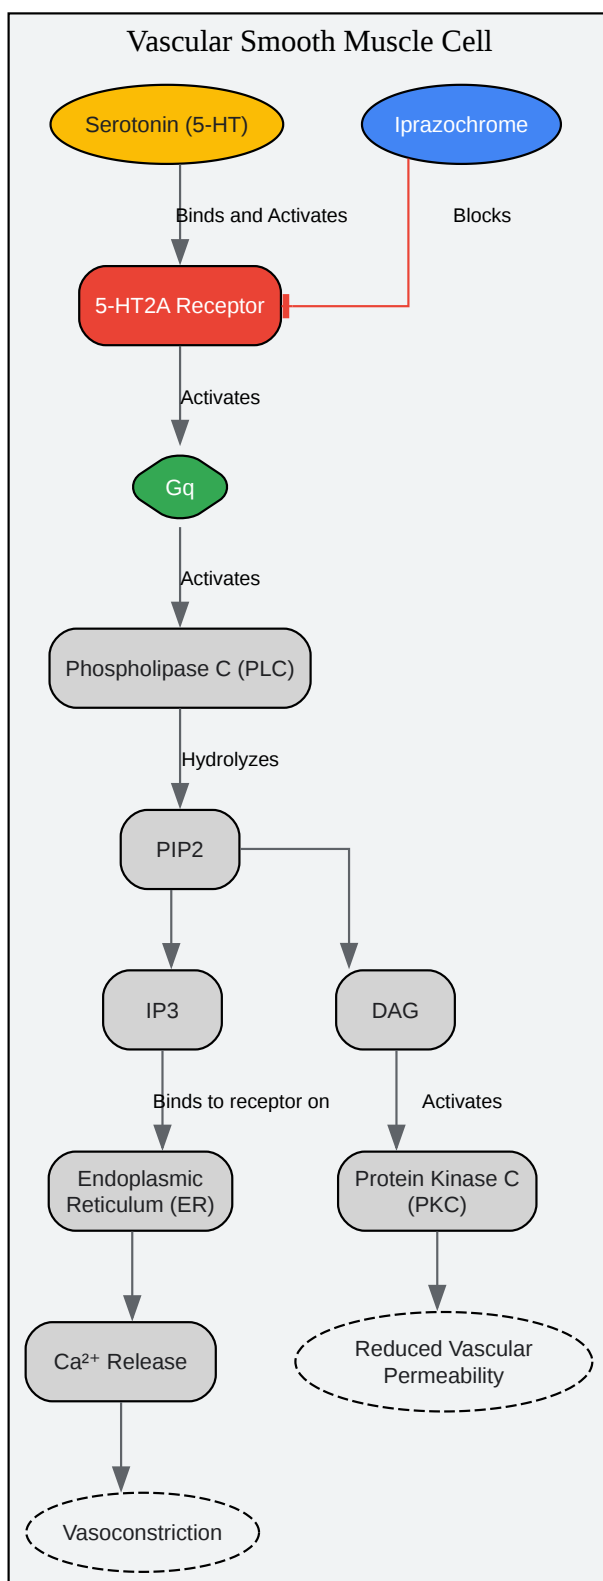 Vascular Smooth Muscle Cell
Serotonin (5-HT)
Iprazochrome
Binds and Activates
Blocks
5-HT2A Receptor
Activates
Gq
Activates
Phospholipase C (PLC)
Hydrolyzes
PIP2
IP3
DAG
Binds to receptor on
Activates
Endoplasmic
Reticulum (ER)
Protein Kinase C
(PKC)
Ca²⁺ Release
Reduced Vascular
Permeability
Vasoconstriction